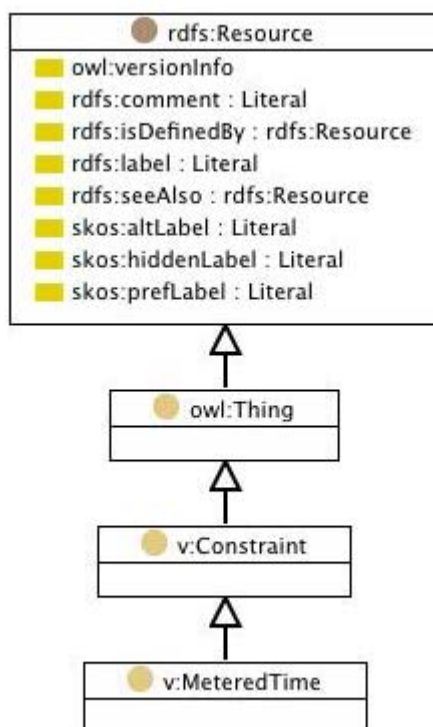 rdfs:Resource
owl:versionInfo
rdfs:comment : Literal
rdfs:isDefinedBy : rdfs:Resource
rdfs:label : Literal
rdfs:seeAlso : rdfs:Resource
skos:altLabel : Literal
skos:hiddenLabel : Literal
skos:prefLabel : Literal
owl:Thing
v:Constraint
v:MeteredTime